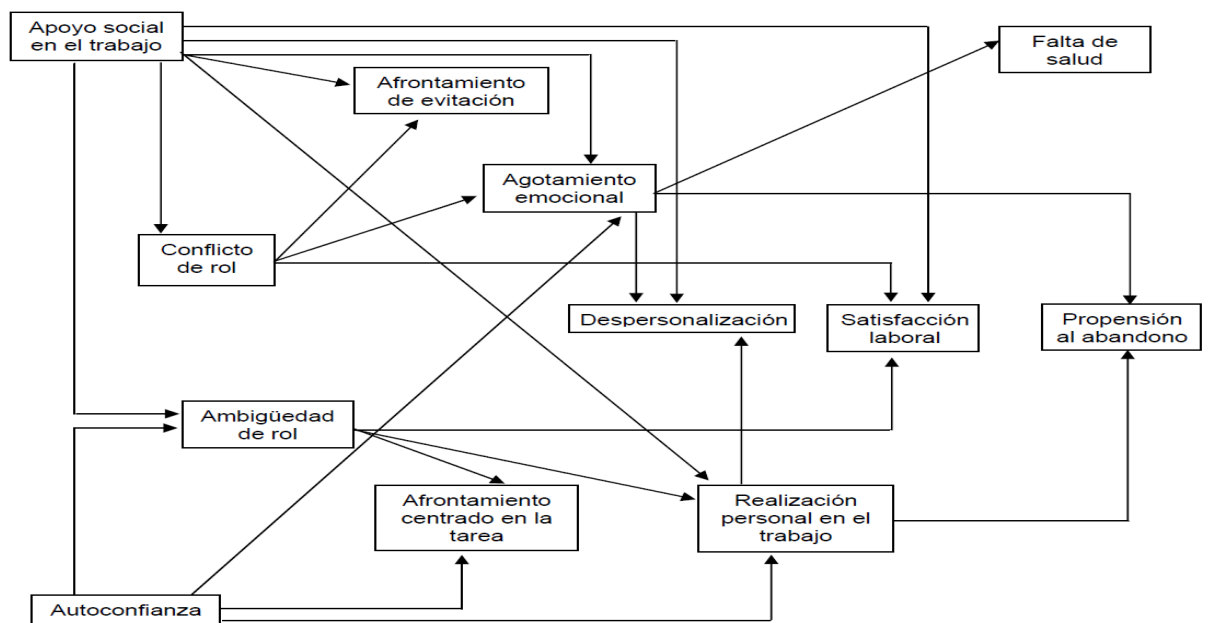 Apoyo social
en el trabajo
Falta de
salud
Afrontamiento
de evitación
Agotamiento
emocional
Conflicto
de rol
Despersonalización
Satisfacción
laboral
Propensión
al abandono
Ambigüedad
de rol
Afrontamiento
centrado en la
tarea
Realización
personal en el
trabajo
Autoconfianza